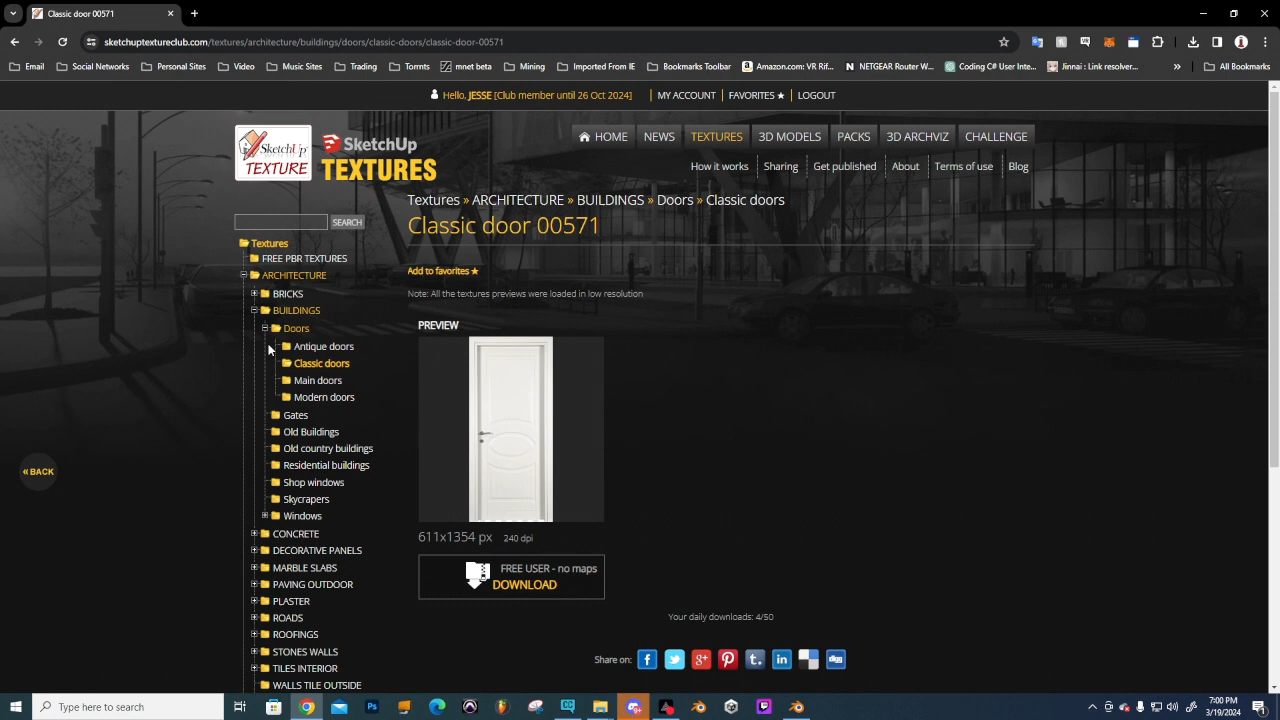 Classic door 00571
sketchuptextureclub.com/textures/architecture/buildings/doors/classic-doors/classic-door-00571
Email
Social Networks
Personal Sites
Video
Music Sites
Trading
Torrnts
mnet beta
Mining
Imported From IE
Bookmarks Toolbar
Amazon.com: VR Rif...
NETGEAR Router W...
Coding C# User Inte...
Jinnai : Link resolver...
»
All Bookmarks
Hello, JESSE [Club member until 26 Oct 2024]
MY ACCOUNT
FAVORITES ★
LOGOUT
SketchUp
TEXTURE
SketchUp
TEXTURES
HOME
NEWS
TEXTURES
3D MODELS
PACKS
3D ARCHVIZ
CHALLENGE
How it works
Sharing
Get published
About
Terms of use
Blog
Textures » ARCHITECTURE » BUILDINGS » Doors » Classic doors
Classic door 00571
SEARCH
Textures
FREE PBR TEXTURES
ARCHITECTURE
BRICKS
BUILDINGS
Doors
Antique doors
Classic doors
Main doors
Modern doors
Gates
Old Buildings
Old country buildings
Residential buildings
Shop windows
Skycrapers
Windows
CONCRETE
DECORATIVE PANELS
MARBLE SLABS
PAVING OUTDOOR
PLASTER
ROADS
ROOFINGS
STONES WALLS
TILES INTERIOR
WALLS TILE OUTSIDE
Add to favorites ★
Note: All the textures previews were loaded in low resolution
PREVIEW
611x1354 px 240 dpi
FREE USER - no maps
DOWNLOAD
Your daily downloads: 4/50
Share on:
« BACK
Type here to search
7:00 PM
3/19/2024